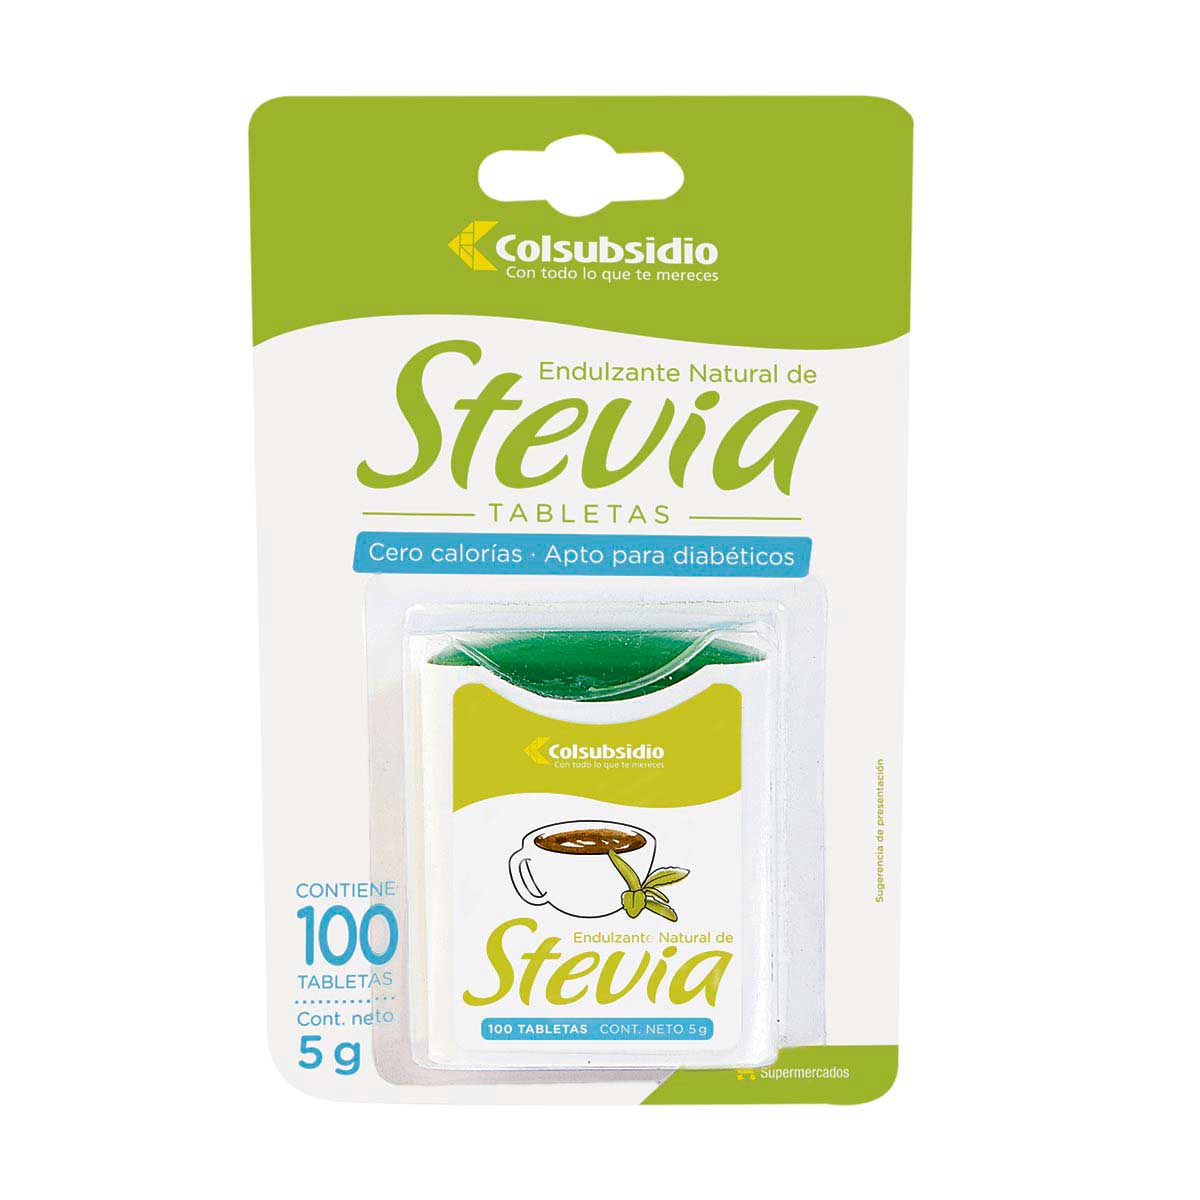 Colsubsidio
Con todo lo que te mereces
Endulzante Natural de
Stevia
TABLETAS
Cero calorías · Apto para diabéticos
Colsubsidio
Con todo lo que te mereces
Endulzante Natural de
Stevia
100 TABLETAS CONT. NETO 5 g
CONTIENE
100
TABLETAS
Cont. neto
5 g
Sugerencia de presentación
Supermercados